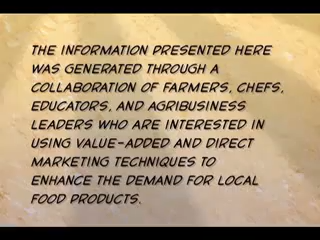 THE INFORMATION PRESENTED HERE
WAS GENERATED THROUGH A
COLLABORATION OF FARMERS, CHEFS,
EDUCATORS, AND AGRIBUSINESS
LEADERS WHO ARE INTERESTED IN
USING VALUE-ADDED AND DIRECT
MARKETING TECHNIQUES TO
ENHANCE THE DEMAND FOR LOCAL
FOOD PRODUCTS.